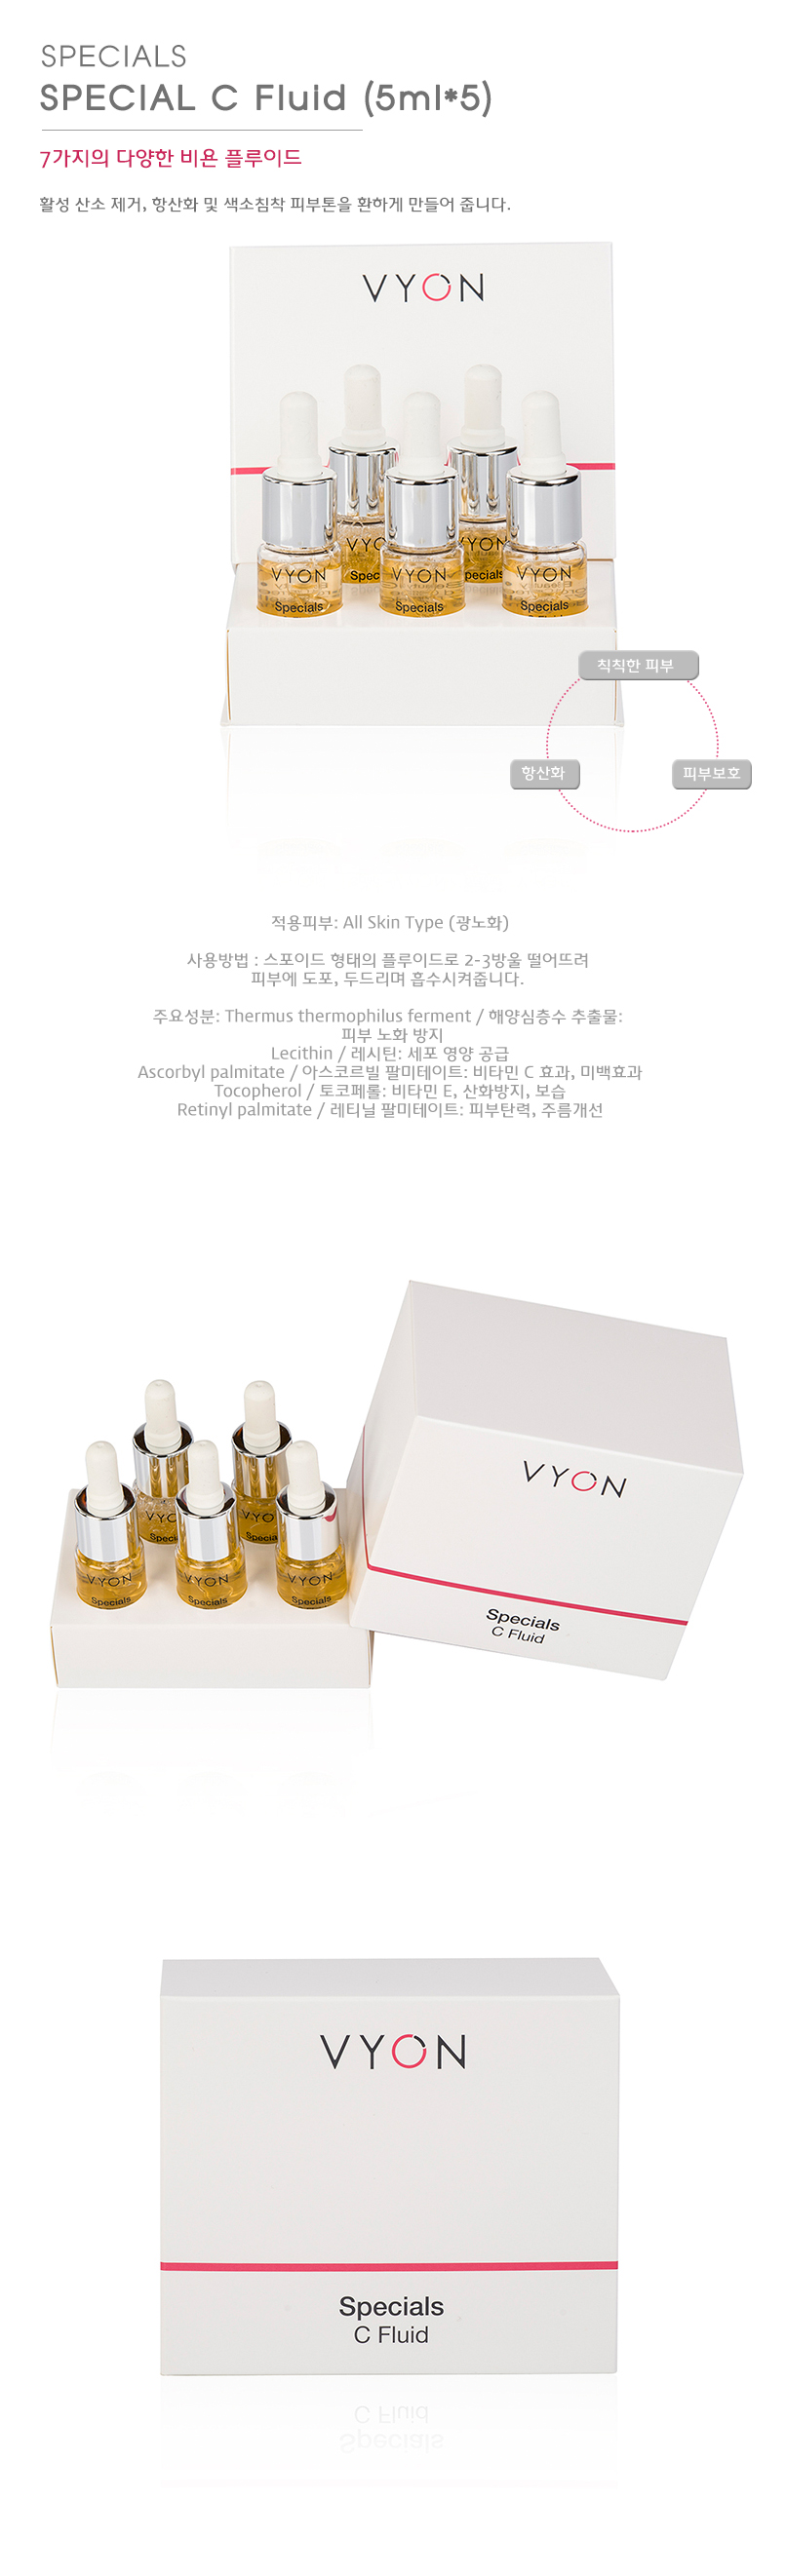 SPECIALS
SPECIAL C Fluid (5ml*5)
7가지의 다양한 비욘 플루이드
활성 산소 제거, 항산화 및 색소침착 피부톤을 환하게 만들어 줍니다.
VYON
VYON
VYON
VYON
VYON
VYON
Specials
Specials
Specials
Specials
C Fluid
칙칙한 피부
항산화
피부보호
적용피부: All Skin Type (광노화)
사용방법 : 스포이드 형태의 플루이드로 2-3방울 떨어뜨려
피부에 도포, 두드리며 흡수시켜줍니다.
주요성분: Thermus thermophilus ferment / 해양심층수 추출물:
피부 노화 방지
Lecithin / 레시틴: 세포 영양 공급
Ascorbyl palmitate / 아스코르빌 팔미테이트: 비타민 C 효과, 미백효과
Tocopherol / 토코페롤: 비타민 E, 산화방지, 보습
Retinyl palmitate / 레티닐 팔미테이트: 피부탄력, 주름개선
VYON
VYON
VYON
VYON
Specials
Specials
Specials
Specials
C Fluid
VYON
Specials
C Fluid